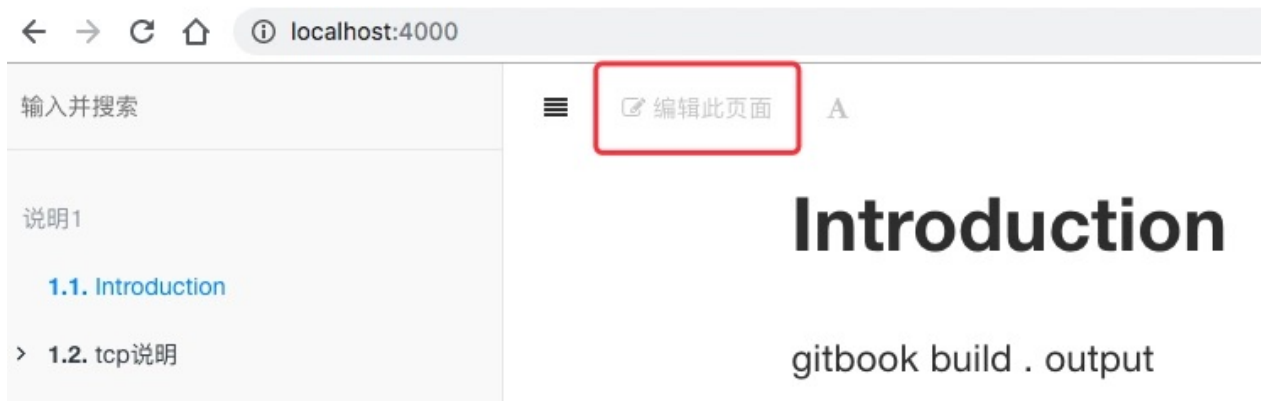 localhost:4000
输入并搜索
编辑此页面 A
说明1
Introduction
1.1. Introduction
1.2. tcp说明
gitbook build . output